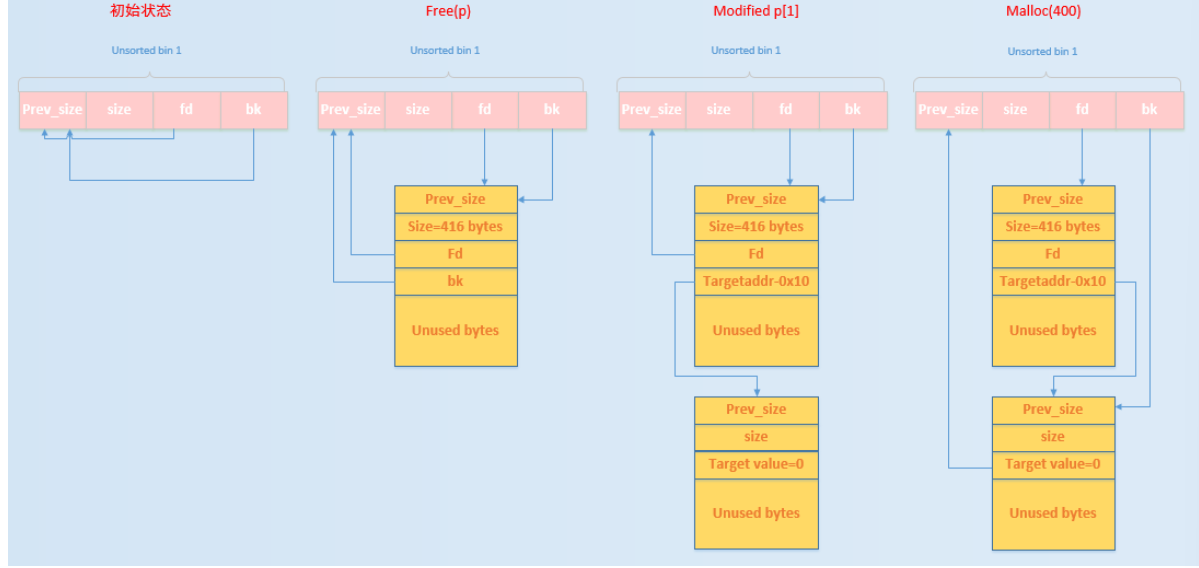 初始状态
Free(p)
Modified p[1]
Malloc(400)
Unsorted bin 1
Unsorted bin 1
Unsorted bin 1
Unsorted bin 1
Prev_size size fd bk
Prev_size size fd bk
Prev_size size fd bk
Prev_size size fd bk
Prev_size
Size=416 bytes
Fd
bk
Unused bytes
Prev_size
Size=416 bytes
Fd
Targetaddr-0x10
Unused bytes
Prev_size
size
Target value=0
Unused bytes
Prev_size
Size=416 bytes
Fd
Targetaddr-0x10
Unused bytes
Prev_size
size
Target value=0
Unused bytes